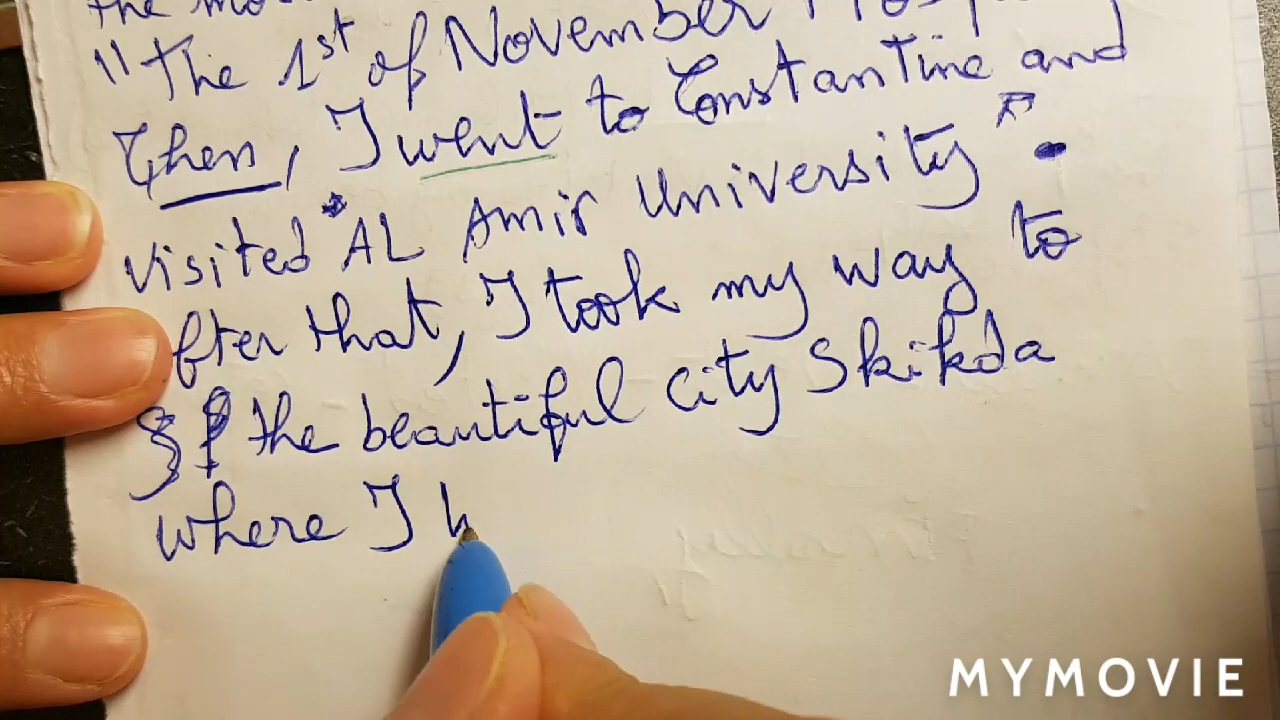 the
"The 1st of November
Then, I went to Constantine and
visited AL Amir University.
fter that, I took my way to
the beautiful city Skikda
where I
MYMOVIE